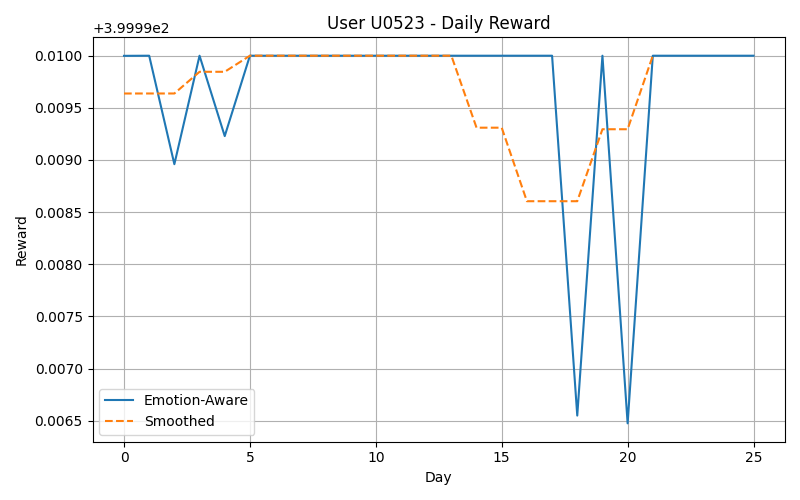 User U0523 - Daily Reward
+3.9999e2
0.0100
0.0095
0.0090
0.0085
0.0080
0.0075
0.0070
0.0065
Reward
Emotion-Aware
Smoothed
0 5 10 15 20 25
Day